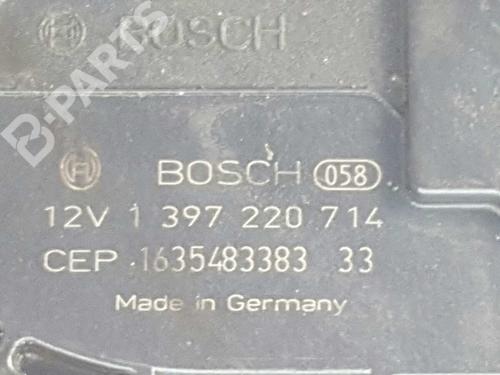 BOSCH
B-PARTS
BOSCH 058
12V 1 397 220 714
CEP 1635483383 33
Made in Germany